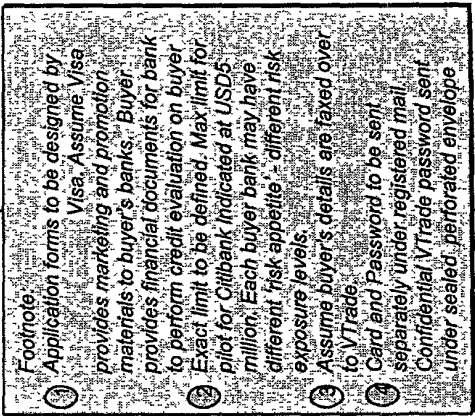 Footnote
1 Application forms to be designed by
Visa. Assume Visa
provides marketing and promotion
materials to buyer's banks. Buyer
provides financial documents for bank
to perform credit evaluation on buyer
2 Exact limit to be defined. Max limit for
pilot for Citibank indicated at USD5
million. Each buyer bank may have
different risk appetite - different risk
exposure levels.
3 Assume buyer's details are faxed over
to VTrade.
4 Card and Password to be sent
separately under registered mail.
Confidential VTrade password sent
under sealed perforated envelope